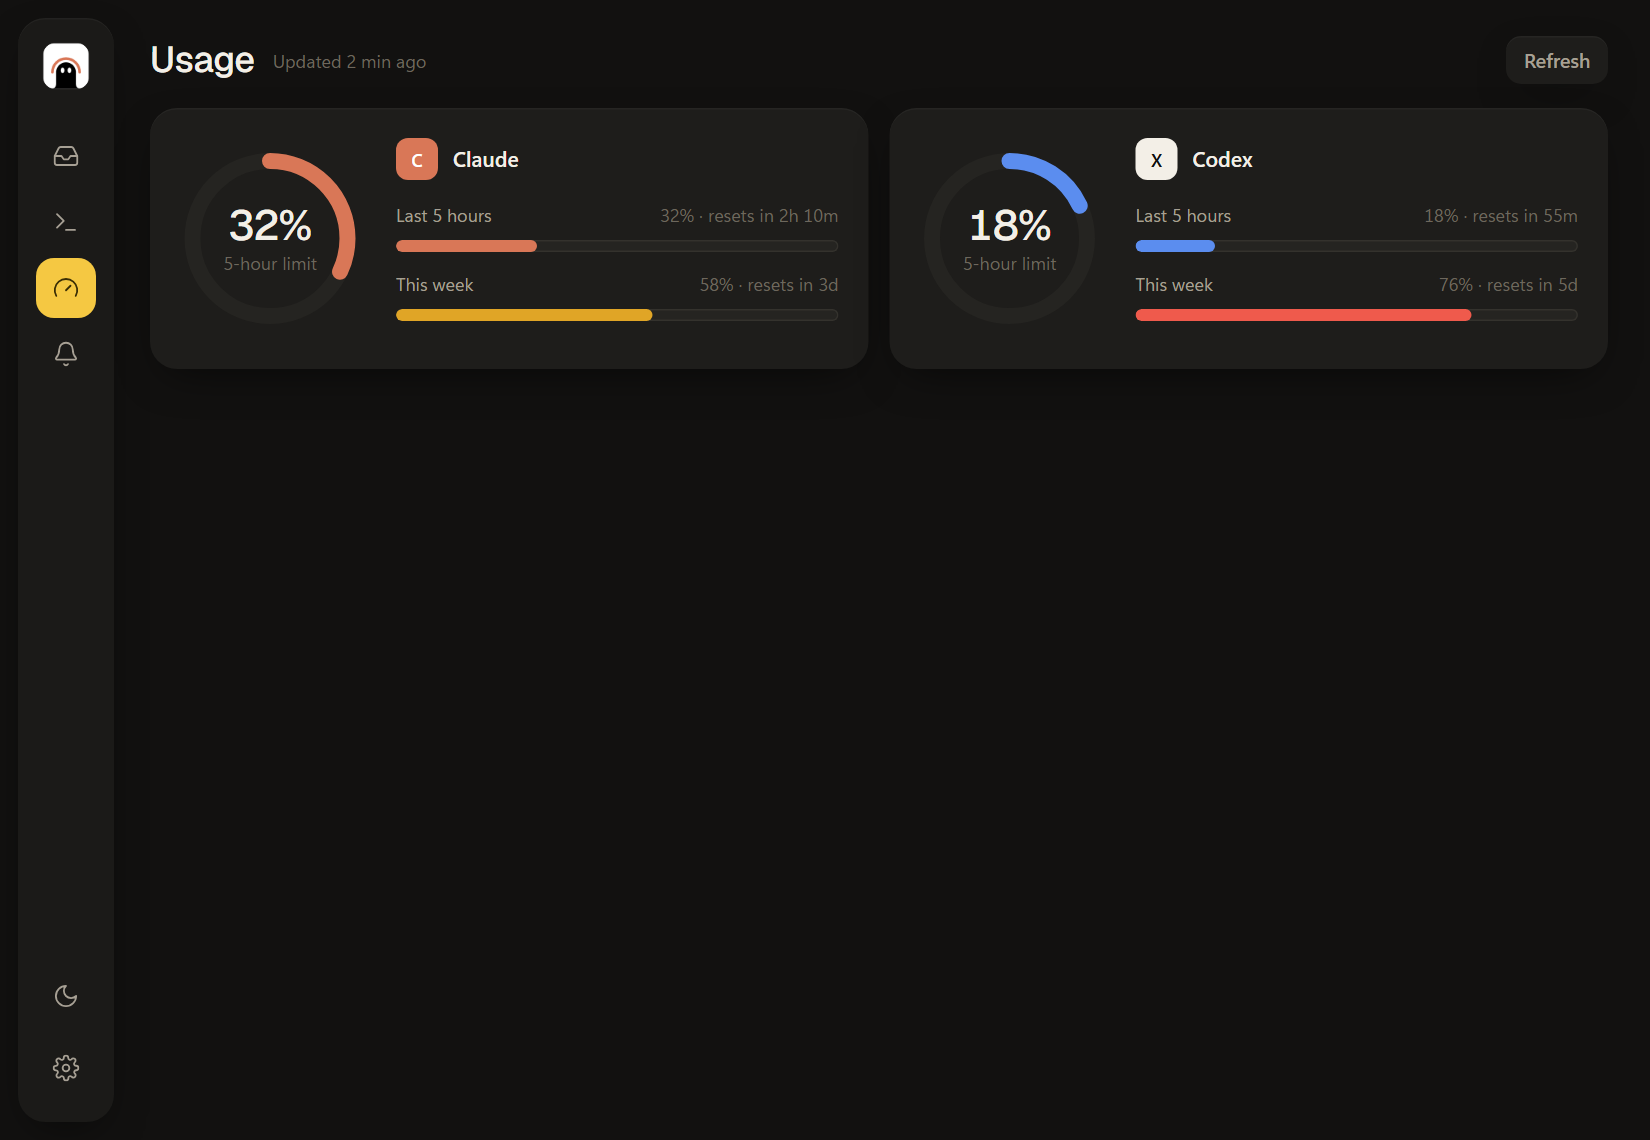 Usage
Updated 2 min ago
Refresh
32%
5-hour limit
C
Claude
Last 5 hours
32% · resets in 2h 10m
This week
58% · resets in 3d
18%
5-hour limit
X
Codex
Last 5 hours
18% · resets in 55m
This week
76% · resets in 5d